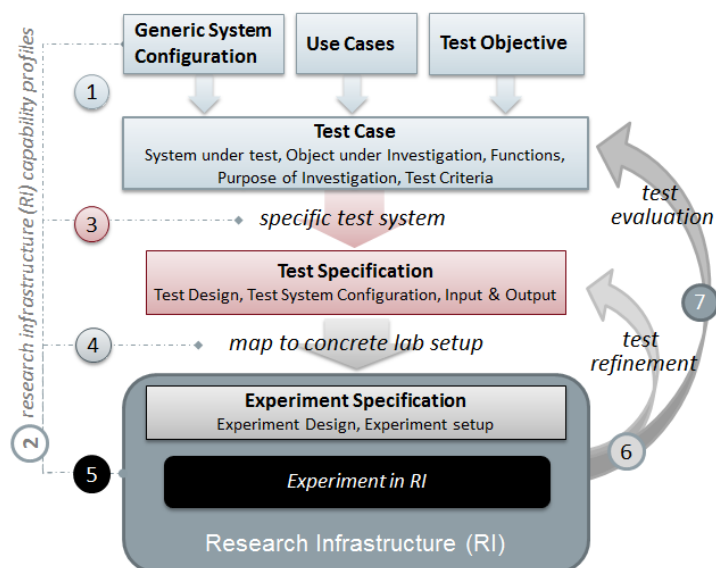 Generic System
Configuration
Use Cases
Test Objective
1
Test Case
System under test, Object under Investigation, Functions,
Purpose of Investigation, Test Criteria
3
specific test system
Test Specification
Test Design, Test System Configuration, Input & Output
4
map to concrete lab setup
Experiment Specification
Experiment Design, Experiment setup
5
Experiment in RI
Research Infrastructure (RI)
2
research infrastructure (RI) capability profiles
test
evaluation
7
test
refinement
6